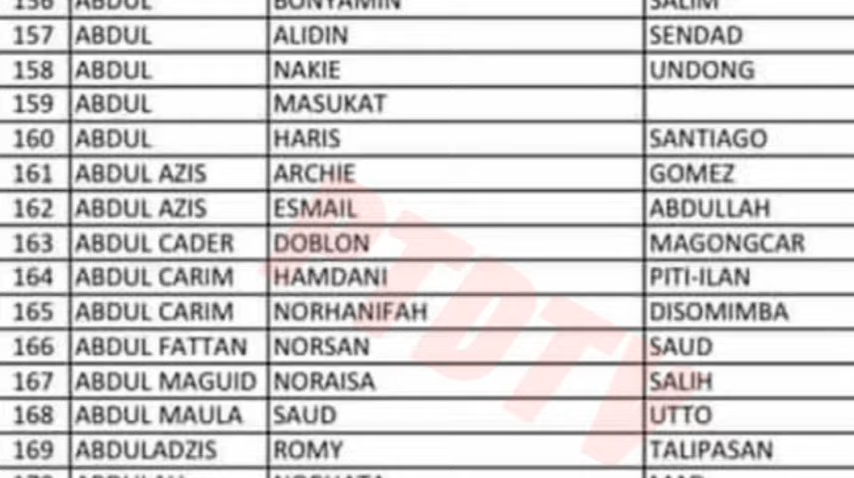 156 ABDUL BONYAMIN SALIM
157 ABDUL ALIDIN SENDAD
158 ABDUL NAKIE UNDONG
159 ABDUL MASUKAT
160 ABDUL HARIS SANTIAGO
161 ABDUL AZIS ARCHIE GOMEZ
162 ABDUL AZIS ESMAIL ABDULLAH
163 ABDUL CADER DOBLON MAGONGCAR
164 ABDUL CARIM HAMDANI PITI-ILAN
165 ABDUL CARIM NORHANIFAH DISOMIMBA
166 ABDUL FATTAN NORSAN SAUD
167 ABDUL MAGUID NORAISA SALIH
168 ABDUL MAULA SAUD UTTO
169 ABDULADZIS ROMY TALIPASAN
170
PTDTV